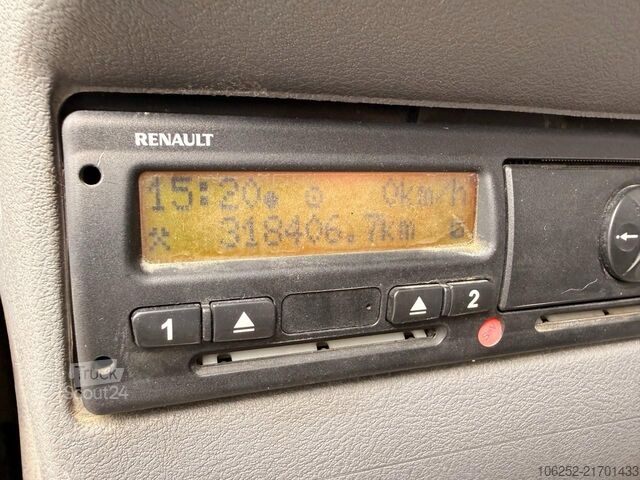 RENAULT
15:20 0km/h
318406.7km
1 2
Truck
Scout24
106252-21701433